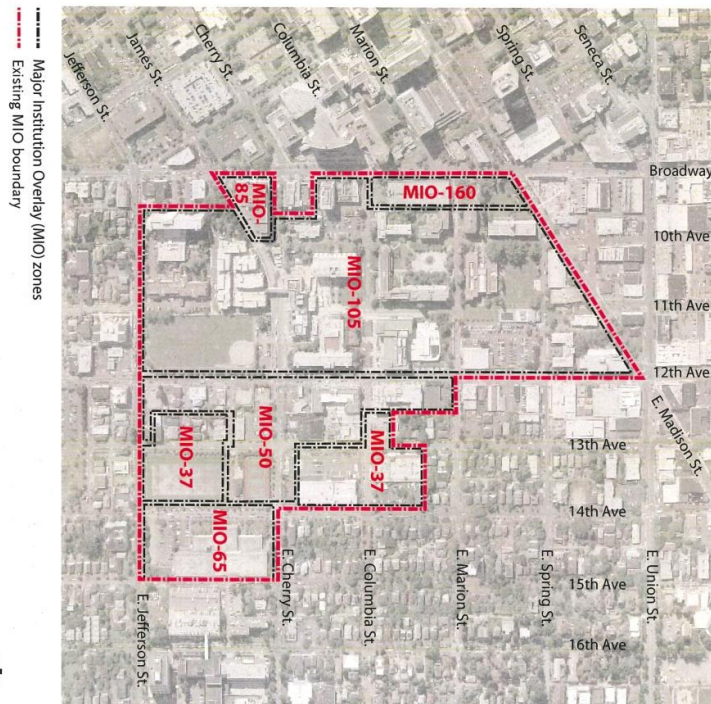 Jefferson St.
James St.
Cherry St.
Columbia St.
Marion St.
Spring St.
Seneca St.
Broadway
10th Ave
11th Ave
12th Ave
E. Madison St.
13th Ave
14th Ave
15th Ave
16th Ave
E. Jefferson St.
E. Cherry St.
E. Columbia St.
E. Marion St.
E. Spring St.
E. Union St.
MIO-
85
MIO-160
MIO-105
MIO-50
MIO-37
MIO-37
MIO-65
Major Institution Overlay (MIO) zones
Existing MIO boundary